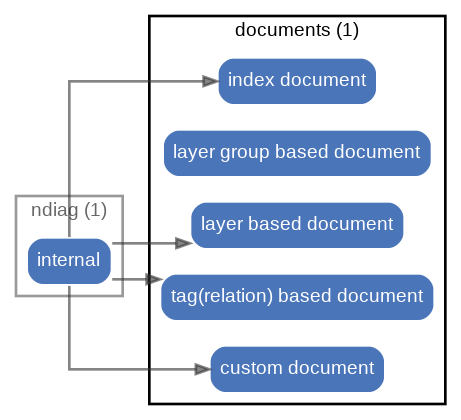 documents (1)
index document
layer group based document
ndiag (1)
layer based document
internal
tag(relation) based document
custom document